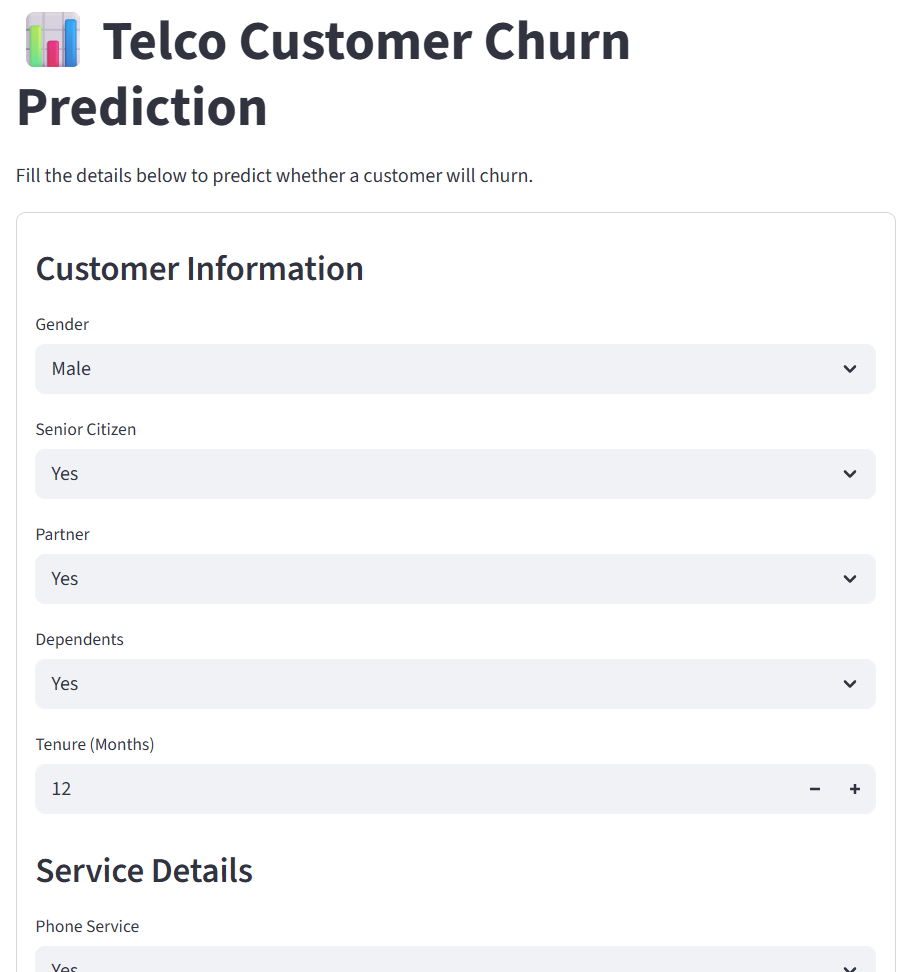 Telco Customer Churn
Prediction
Fill the details below to predict whether a customer will churn.
Customer Information
Gender
Male
Senior Citizen
Yes
Partner
Yes
Dependents
Yes
Tenure (Months)
12
Service Details
Phone Service
Yes